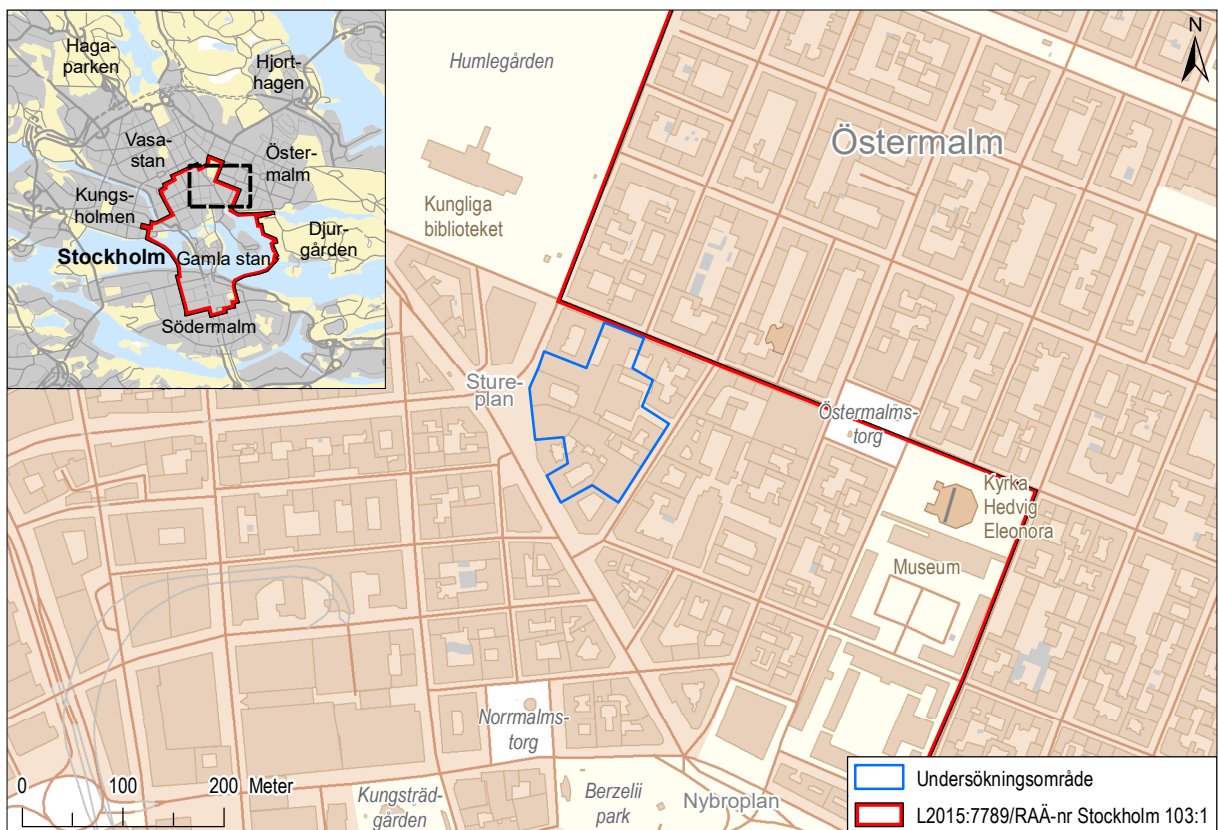 Haga-
parken
Hjort-
hagen
Vasa-
stan
Öster-
malm
Kungs-
holmen
Djur-
gården
Stockholm
Gamla stan
Södermalm
N
Humlegården
Östermalm
Kungliga
biblioteket
Sture-
plan
Östermalms-
torg
Kyrka
Hedvig
Eleonora
Museum
Norrmalms-
torg
0 100 200 Meter
Kungsträd-
gården
Berzelii
park
Nybroplan
Undersökningsområde
L2015:7789/RAÄ-nr Stockholm 103:1